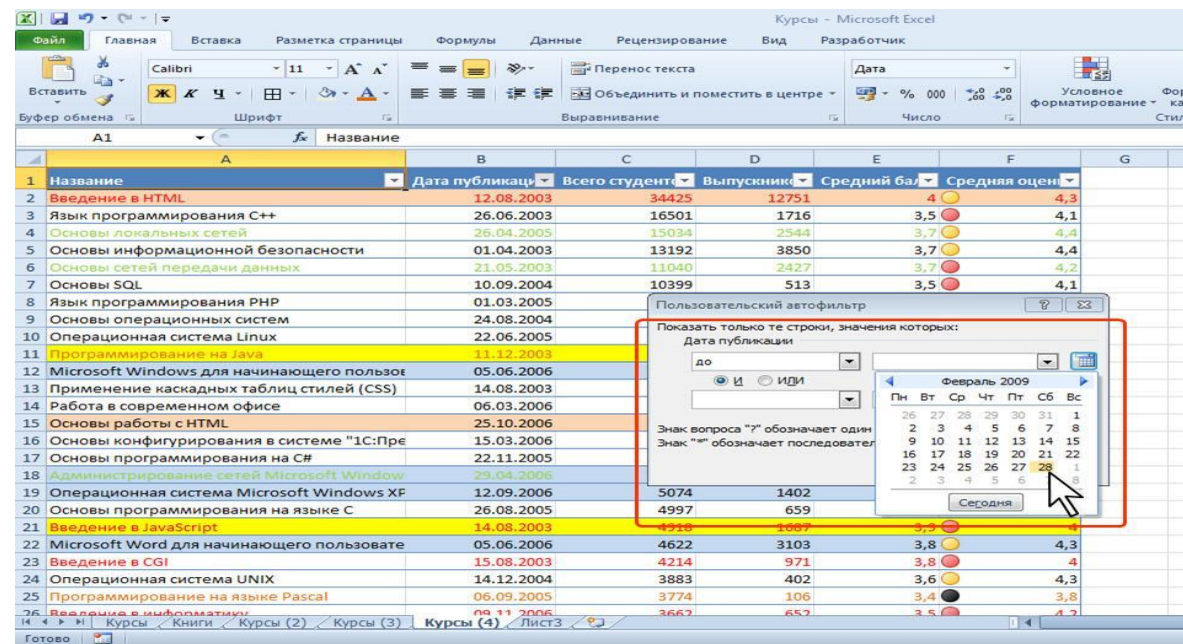 Курсы - Microsoft Excel
Файл Главная Вставка Разметка страницы Формулы Данные Рецензирование Вид Разработчик
Вставить Calibri 11 Перенос текста Дата
Ж К Ч Объединить и поместить в центре % 000 Условное форматирование
Буфер обмена Шрифт Выравнивание Число
A1 fx Название
A B C D E F G
1 Название Дата публикаци Всего студент Выпускник Средний бал Средняя оцен
2 Введение в HTML 12.08.2003 34425 12751 4 4,3
3 Язык программирования C++ 26.06.2003 16501 1716 3,5 4,1
4 Основы локальных сетей 26.04.2005 15034 2544 3,7 4,4
5 Основы информационной безопасности 01.04.2003 13192 3850 3,7 4,4
6 Основы сетей передачи данных 21.05.2003 11040 2427 3,7 4,2
7 Основы SQL 10.09.2004 10399 513 3,5 4,1
8 Язык программирования PHP 01.03.2005
9 Основы операционных систем 24.08.2004
10 Операционная система Linux 22.06.2005
11 Программирование на Java 11.12.2003
12 Microsoft Windows для начинающего пользов 05.06.2006
13 Применение каскадных таблиц стилей (CSS) 14.08.2003
14 Работа в современном офисе 06.03.2006
15 Основы работы с HTML 25.10.2006
16 Основы конфигурирования в системе "1С:Пре 15.03.2006
17 Основы программирования на C# 22.11.2005
18 Администрирование сетей Microsoft Window 29.04.2006
19 Операционная система Microsoft Windows XP 12.09.2006 5074 1402
20 Основы программирования на языке C 26.08.2005 4997 659
21 Введение в JavaScript 14.08.2003 4918 1687 3,9 4
22 Microsoft Word для начинающего пользовате 05.06.2006 4622 3103 3,8 4,3
23 Введение в CGI 15.08.2003 4214 971 3,8 4
24 Операционная система UNIX 14.12.2004 3883 402 3,6 4,3
25 Программирование на языке Pascal 06.09.2005 3774 106 3,4 3,8
26 Введение в информатику 09.11.2006 3662 652 3,5 4,2
Пользовательский автофильтр
Показать только те строки, значения которых:
Дата публикации
до
И ИЛИ
Знак вопроса "?" обозначает один
Знак "*" обозначает последовател
Февраль 2009
Пн Вт Ср Чт Пт Сб Вс
26 27 28 29 30 31 1
2 3 4 5 6 7 8
9 10 11 12 13 14 15
16 17 18 19 20 21 22
23 24 25 26 27 28 1
2 3 4 5 6 8
Сегодня
Курсы Книги Курсы (2) Курсы (3) Курсы (4) Лист3
Готово